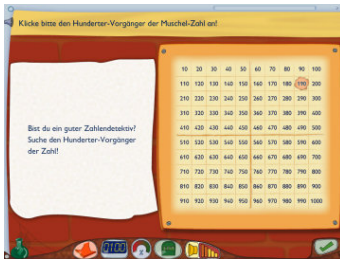 Klicke bitte den Hunderter-Vorgänger der Muschel-Zahl an!
Bist du ein guter Zahlendetektiv?
Suche den Hunderter-Vorgänger
der Zahl!
10 20 30 40 50 60 70 80 90 100
110 120 130 140 150 160 170 180 190 200
210 220 230 240 250 260 270 280 290 300
310 320 330 340 350 360 370 380 390 400
410 420 430 440 450 460 470 480 490 500
510 520 530 540 550 560 570 580 590 600
610 620 630 640 650 660 670 680 690 700
710 720 730 740 750 760 770 780 790 800
810 820 830 840 850 860 870 880 890 900
910 920 930 940 950 960 970 980 990 1000